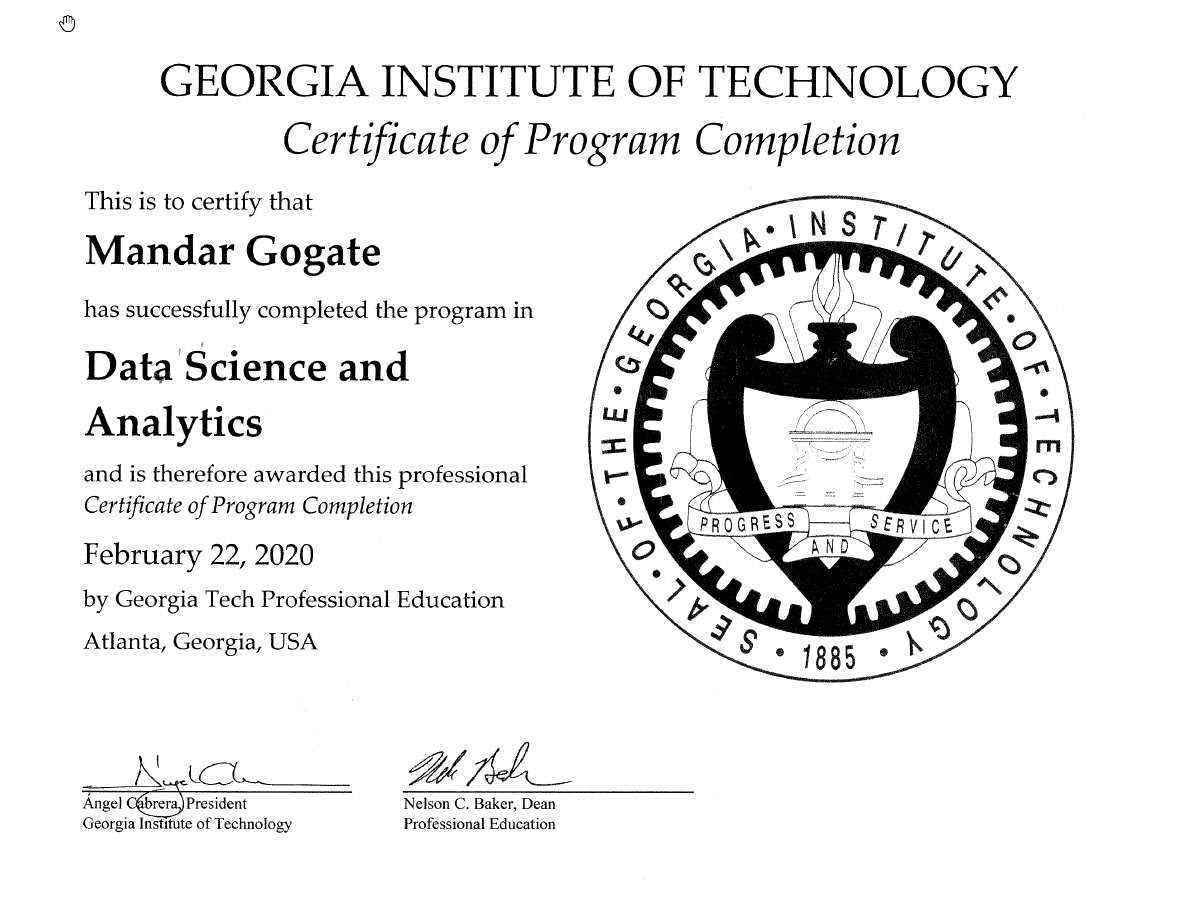 GEORGIA INSTITUTE OF TECHNOLOGY
Certificate of Program Completion
This is to certify that
Mandar Gogate
has successfully completed the program in
Data Science and
Analytics
and is therefore awarded this professional
Certificate of Program Completion
February 22, 2020
by Georgia Tech Professional Education
Atlanta, Georgia, USA
SEAL • OF • THE • GEORGIA • INSTITUTE • OF • TECHNOLOGY
PROGRESS
AND
SERVICE
• 1885 •
Ángel Cabrera, President
Georgia Institute of Technology
Nelson C. Baker, Dean
Professional Education